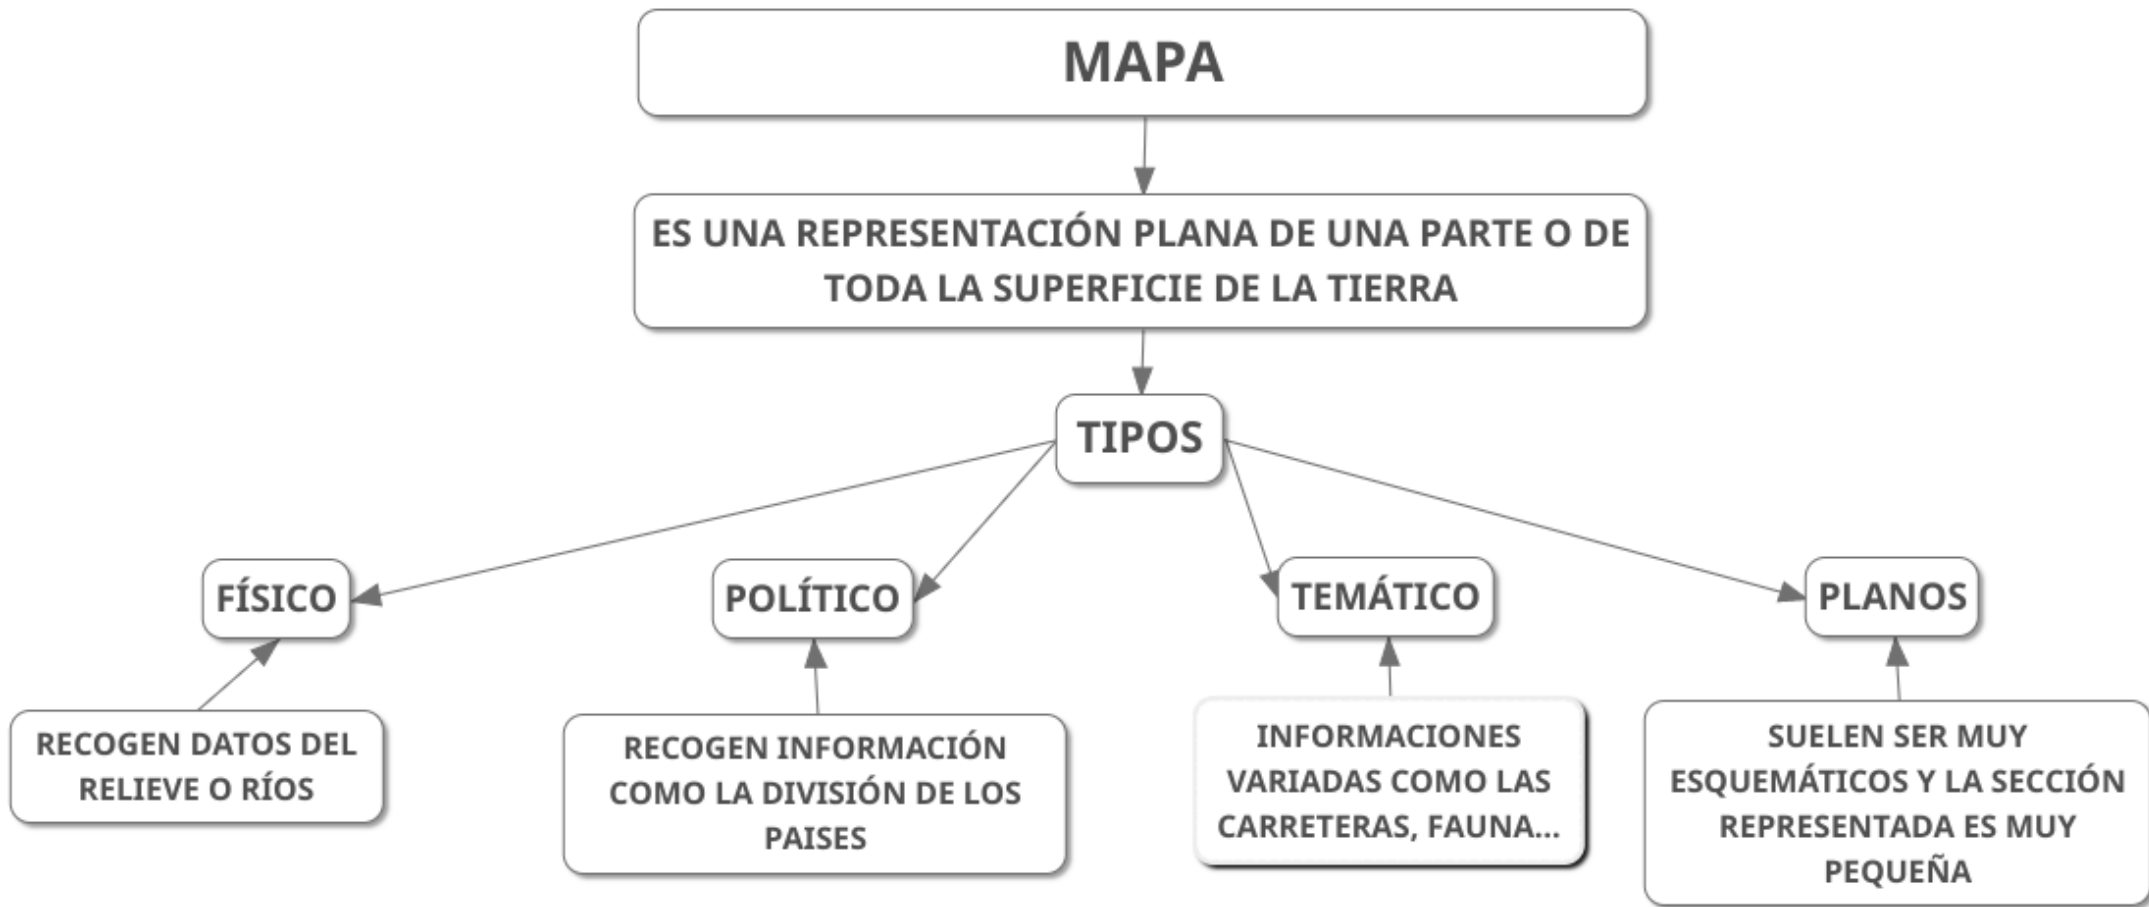 MAPA
ES UNA REPRESENTACIÓN PLANA DE UNA PARTE O DE
TODA LA SUPERFICIE DE LA TIERRA
TIPOS
FÍSICO
POLÍTICO
TEMÁTICO
PLANOS
RECOGEN DATOS DEL
RELIEVE O RÍOS
RECOGEN INFORMACIÓN
COMO LA DIVISIÓN DE LOS
PAISES
INFORMACIONES
VARIADAS COMO LAS
CARRETERAS, FAUNA...
SUELEN SER MUY
ESQUEMÁTICOS Y LA SECCIÓN
REPRESENTADA ES MUY
PEQUEÑA